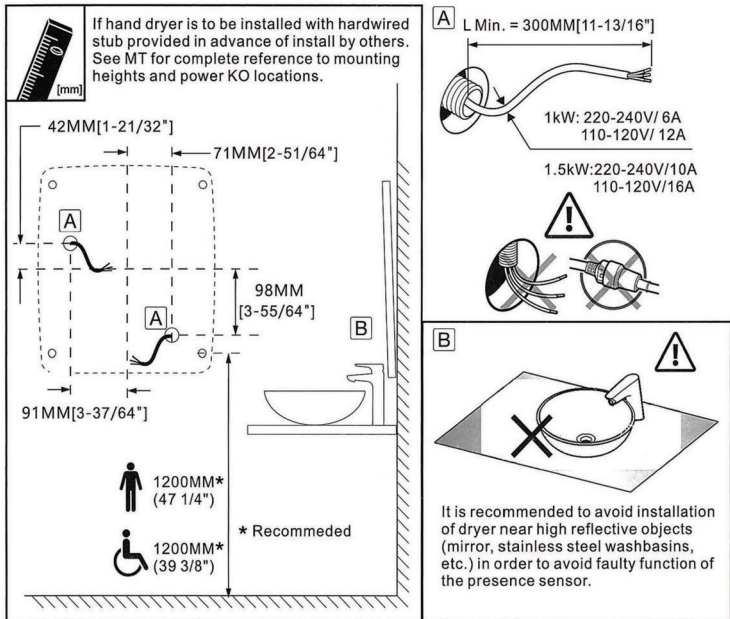 If hand dryer is to be installed with hardwired
stub provided in advance of install by others.
See MT for complete reference to mounting
heights and power KO locations.
[mm]
42MM[1-21/32"]
71MM[2-51/64"]
A
98MM
[3-55/64"]
A
B
91MM[3-37/64"]
1200MM*
(47 1/4")
* Recommeded
1200MM*
(39 3/8")
A
L Min. = 300MM[11-13/16"]
1kW: 220-240V/ 6A
110-120V/ 12A
1.5kW:220-240V/10A
110-120V/16A
B
It is recommended to avoid installation
of dryer near high reflective objects
(mirror, stainless steel washbasins,
etc.) in order to avoid faulty function of
the presence sensor.